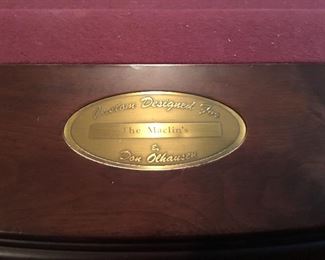 Custom Designed For
The Maclin's
By
Don Olhausen